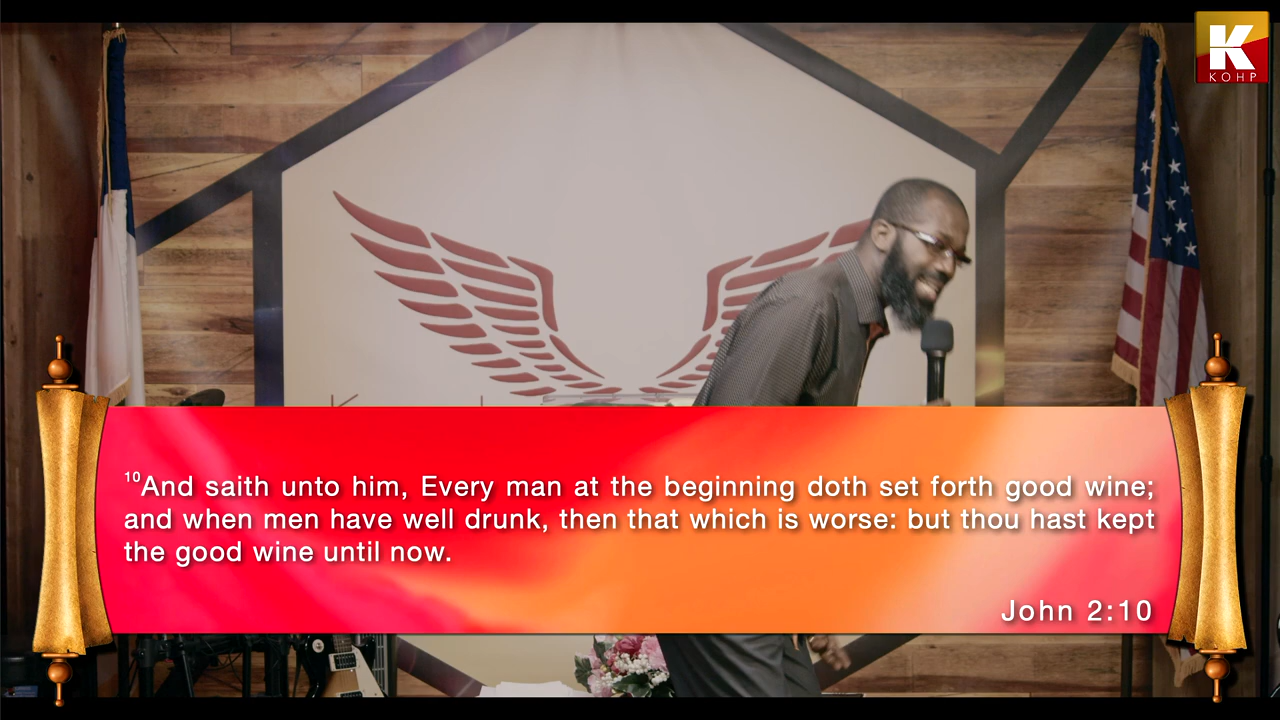 K
KOHP
¹⁰And saith unto him, Every man at the beginning doth set forth good wine;
and when men have well drunk, then that which is worse: but thou hast kept
the good wine until now.
John 2:10